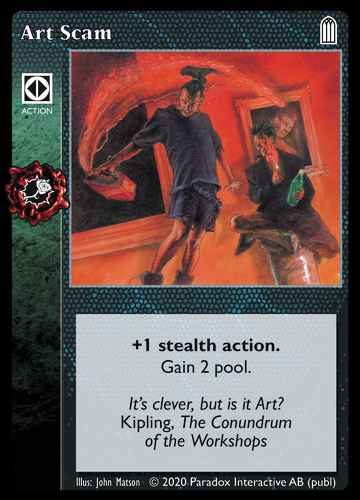 Art Scam
ACTION
+1 stealth action.
Gain 2 pool.
It's clever, but is it Art?
Kipling, The Conundrum
of the Workshops
Illus: John Matson · © 2020 Paradox Interactive AB (publ)